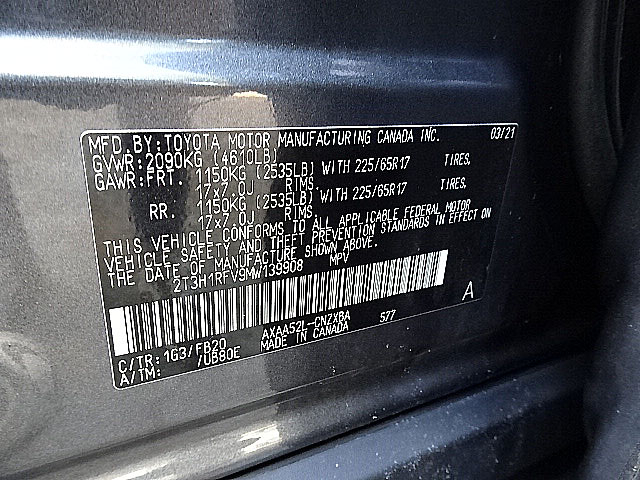 MFD.BY:TOYOTA MOTOR MANUFACTURING CANADA INC. 03/21
GVWR:2090KG (4610LB)
GAWR:FRT. 1150KG (2535LB) WITH 225/65R17 TIRES.
17x7.0J RIMS.
RR. 1150KG (2535LB) WITH 225/65R17 TIRES.
17x7.0J RIMS.
THIS VEHICLE CONFORMS TO ALL APPLICABLE FEDERAL MOTOR
VEHICLE SAFETY AND THEFT PREVENTION STANDARDS IN EFFECT ON
THE DATE OF MANUFACTURE SHOWN ABOVE.
2T3H1RFV9MW139908 MPV
A
AXAA52L-CNZXBA 577
C/TR:1G3/FB20 MADE IN CANADA
A/TM: /U580E